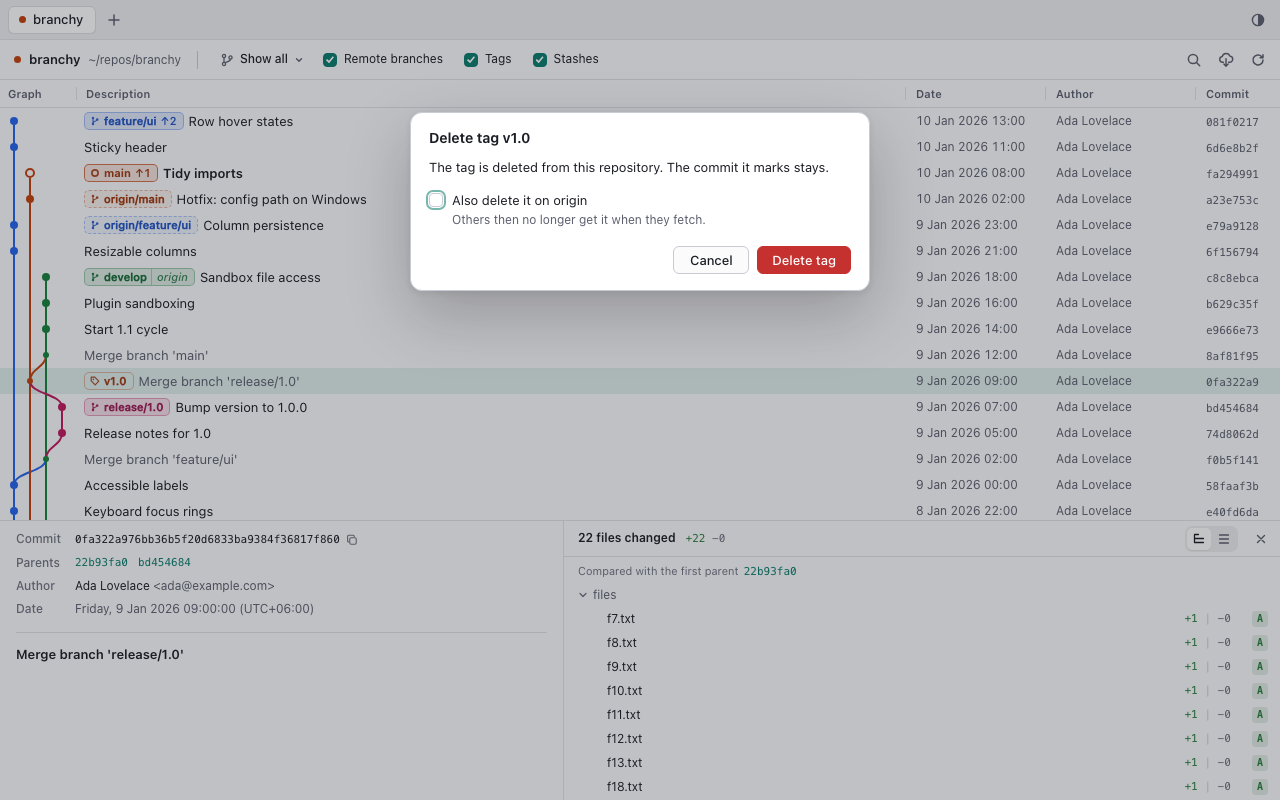 branchy
branchy ~/repos/branchy Show all Remote branches Tags Stashes
Graph Description Date Author Commit
feature/ui ↑2 Row hover states 10 Jan 2026 13:00 Ada Lovelace 081f0217
Sticky header 10 Jan 2026 11:00 Ada Lovelace 6d6e8b2f
main ↑1 Tidy imports 10 Jan 2026 08:00 Ada Lovelace fa294991
origin/main Hotfix: config path on Windows 10 Jan 2026 02:00 Ada Lovelace a23e753c
origin/feature/ui Column persistence 9 Jan 2026 23:00 Ada Lovelace e79a9128
Resizable columns 9 Jan 2026 21:00 Ada Lovelace 6f156794
develop origin Sandbox file access 9 Jan 2026 18:00 Ada Lovelace c8c8ebca
Plugin sandboxing 9 Jan 2026 16:00 Ada Lovelace b629c35f
Start 1.1 cycle 9 Jan 2026 14:00 Ada Lovelace e9666e73
Merge branch 'main' 9 Jan 2026 12:00 Ada Lovelace 8af81f95
v1.0 Merge branch 'release/1.0' 9 Jan 2026 09:00 Ada Lovelace 0fa322a9
release/1.0 Bump version to 1.0.0 9 Jan 2026 07:00 Ada Lovelace bd454684
Release notes for 1.0 9 Jan 2026 05:00 Ada Lovelace 74d8062d
Merge branch 'feature/ui' 9 Jan 2026 02:00 Ada Lovelace f0b5f141
Accessible labels 9 Jan 2026 00:00 Ada Lovelace 58faaf3b
Keyboard focus rings 8 Jan 2026 22:00 Ada Lovelace e40fd6da
Delete tag v1.0
The tag is deleted from this repository. The commit it marks stays.
Also delete it on origin
Others then no longer get it when they fetch.
Cancel Delete tag
Commit 0fa322a976bb36b5f20d6833ba9384f36817f860
Parents 22b93fa0 bd454684
Author Ada Lovelace <ada@example.com>
Date Friday, 9 Jan 2026 09:00:00 (UTC+06:00)
Merge branch 'release/1.0'
22 files changed +22 −0
Compared with the first parent 22b93fa0
files
f7.txt +1 | −0 A
f8.txt +1 | −0 A
f9.txt +1 | −0 A
f10.txt +1 | −0 A
f11.txt +1 | −0 A
f12.txt +1 | −0 A
f13.txt +1 | −0 A
f18.txt +1 | −0 A